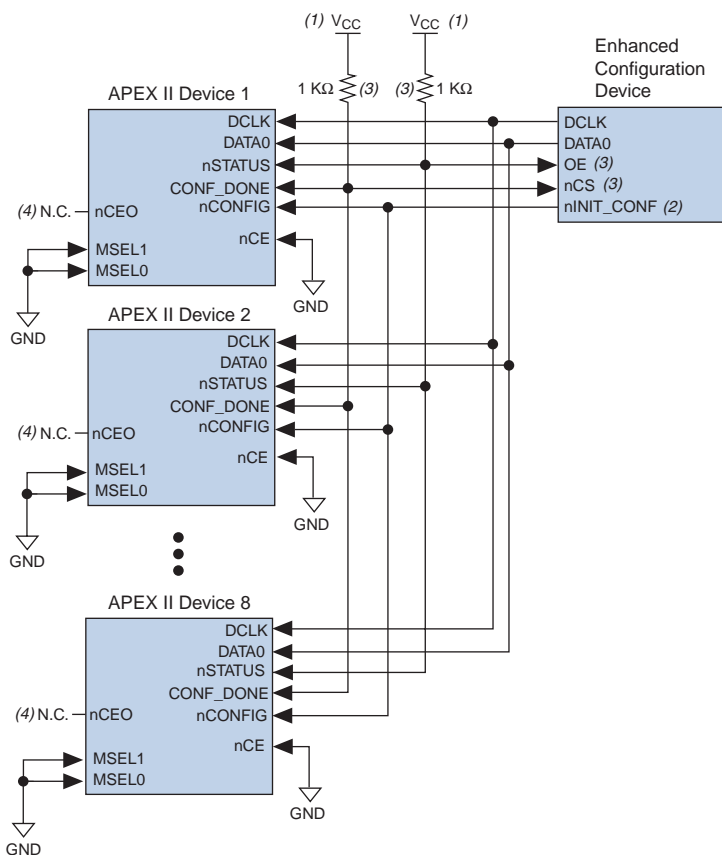 (1) VCC
VCC (1)
1 KΩ (3)
(3) 1 KΩ
Enhanced
Configuration
Device
DCLK
DATA0
OE (3)
nCS (3)
nINIT_CONF (2)
APEX II Device 1
DCLK
DATA0
nSTATUS
CONF_DONE
nCONFIG
(4) N.C. nCEO
MSEL1
MSEL0
nCE
GND
GND
APEX II Device 2
DCLK
DATA0
nSTATUS
CONF_DONE
nCONFIG
(4) N.C. nCEO
MSEL1
MSEL0
nCE
GND
GND
APEX II Device 8
DCLK
DATA0
nSTATUS
CONF_DONE
nCONFIG
(4) N.C. nCEO
MSEL1
MSEL0
nCE
GND
GND